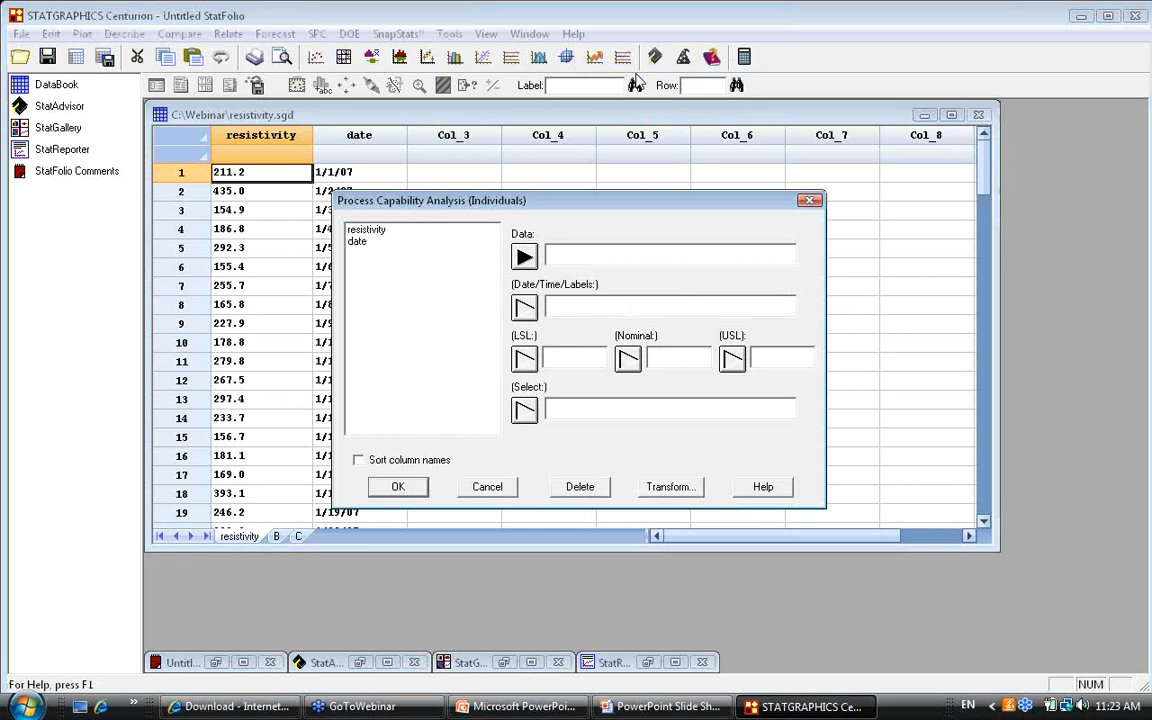 STATGRAPHICS Centurion - Untitled StatFolio
File Edit Plot Describe Compare Relate Forecast SPC DOE SnapStats!! Tools View Window Help
Label: Row:
DataBook
StatAdvisor
StatGallery
StatReporter
StatFolio Comments
C:\Webinar\resistivity.sgd
resistivity date Col_3 Col_4 Col_5 Col_6 Col_7 Col_8
1 211.2 1/1/07
2 435.0
3 154.9
4 186.8
5 292.3
6 155.4
7 255.7
8 165.8
9 227.9
10 178.8
11 279.8
12 267.5
13 297.4
14 233.7
15 156.7
16 181.1
17 169.0
18 393.1
19 246.2 1/19/07
resistivity B C
Process Capability Analysis (Individuals)
resistivity
date
Data:
(Date/Time/Labels:)
(LSL:) (Nominal:) (USL):
(Select:)
Sort column names
OK Cancel Delete Transform... Help
Untitl... StatA... StatG... StatR...
For Help, press F1
NUM
Download - Internet... GoToWebinar Microsoft PowerPoi... PowerPoint Slide Sh... STATGRAPHICS Ce... EN 11:23 AM